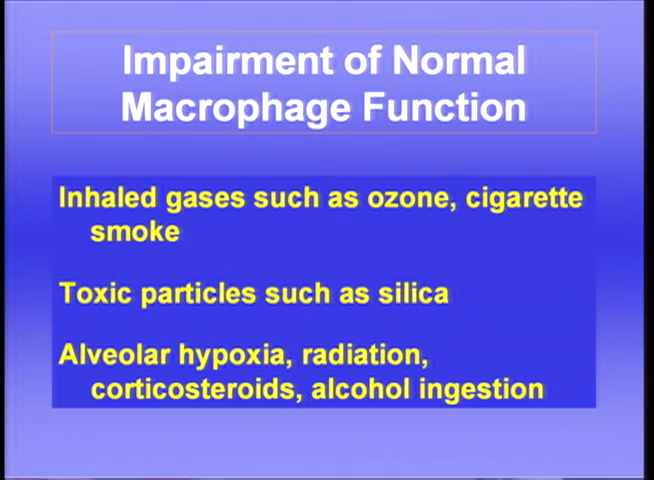 Impairment of Normal
Macrophage Function
Inhaled gases such as ozone, cigarette
smoke
Toxic particles such as silica
Alveolar hypoxia, radiation,
corticosteroids, alcohol ingestion